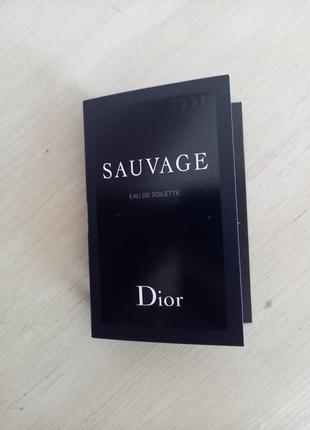 SAUVAGE
EAU DE TOILETTE
Dior